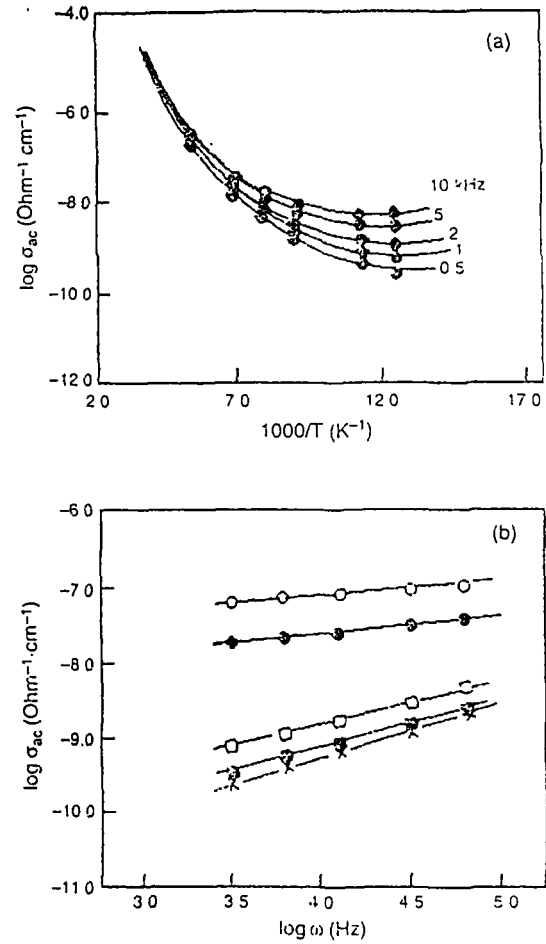 (a)
log σac (Ohm⁻¹ cm⁻¹)
−4.0
−6 0
−8.0
−10 0
−12 0
10 kHz
5
2
1
0 5
2 0 7 0 12 0 17 0
1000/T (K⁻¹)
(b)
log σac (Ohm⁻¹·cm⁻¹)
−6 0
−7.0
−8.0
−9.0
−10 0
−11 0
3 0 3 5 4 0 4 5 5 0
log ω (Hz)